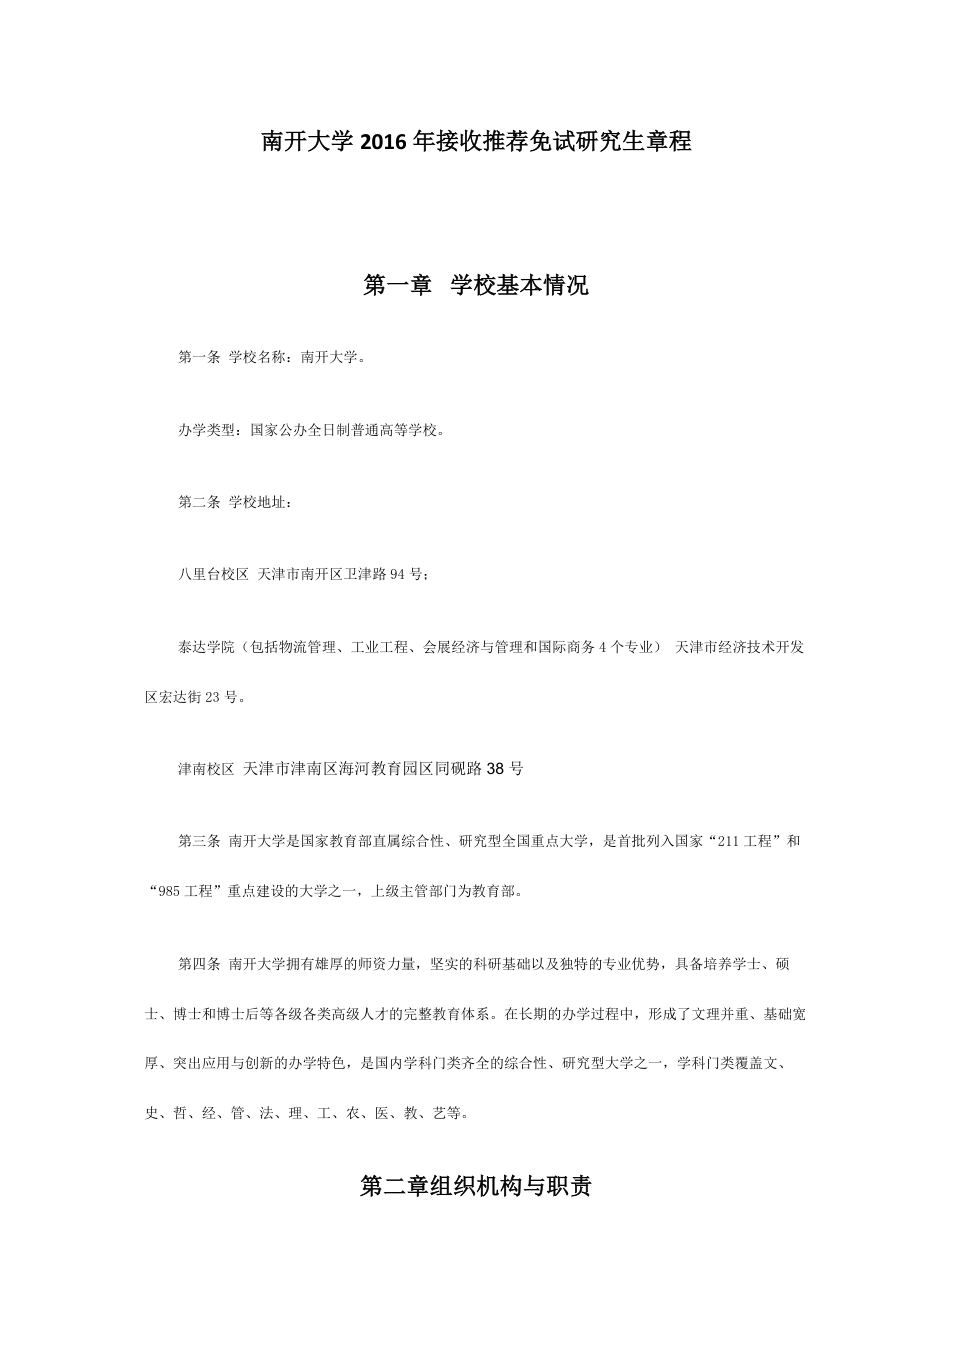 南开大学 2016 年接收推荐免试研究生章程
第一章 学校基本情况
第一条 学校名称：南开大学。
办学类型：国家公办全日制普通高等学校。
第二条 学校地址：
八里台校区 天津市南开区卫津路 94 号；
泰达学院（包括物流管理、工业工程、会展经济与管理和国际商务 4 个专业） 天津市经济技术开发
区宏达街 23 号。
津南校区 天津市津南区海河教育园区同砚路 38 号
第三条 南开大学是国家教育部直属综合性、研究型全国重点大学，是首批列入国家“211 工程”和
“985 工程”重点建设的大学之一，上级主管部门为教育部。
第四条 南开大学拥有雄厚的师资力量，坚实的科研基础以及独特的专业优势，具备培养学士、硕
士、博士和博士后等各级各类高级人才的完整教育体系。在长期的办学过程中，形成了文理并重、基础宽
厚、突出应用与创新的办学特色，是国内学科门类齐全的综合性、研究型大学之一，学科门类覆盖文、
史、哲、经、管、法、理、工、农、医、教、艺等。
第二章组织机构与职责